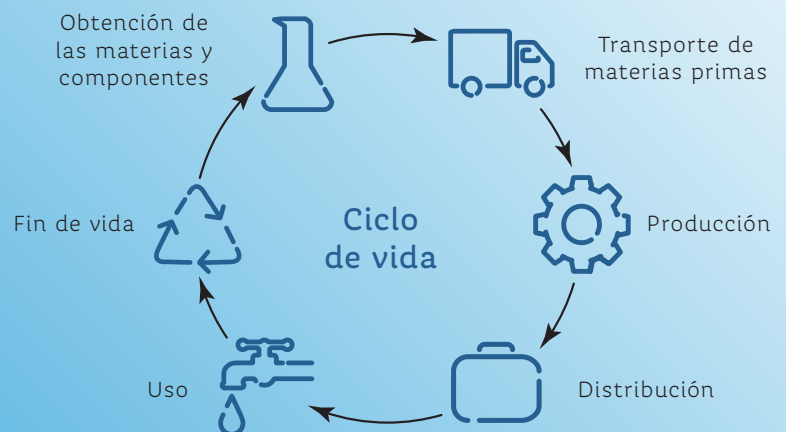 Obtención de
las materias y
componentes
Transporte de
materias primas
Fin de vida
Ciclo
de vida
Producción
Uso
Distribución